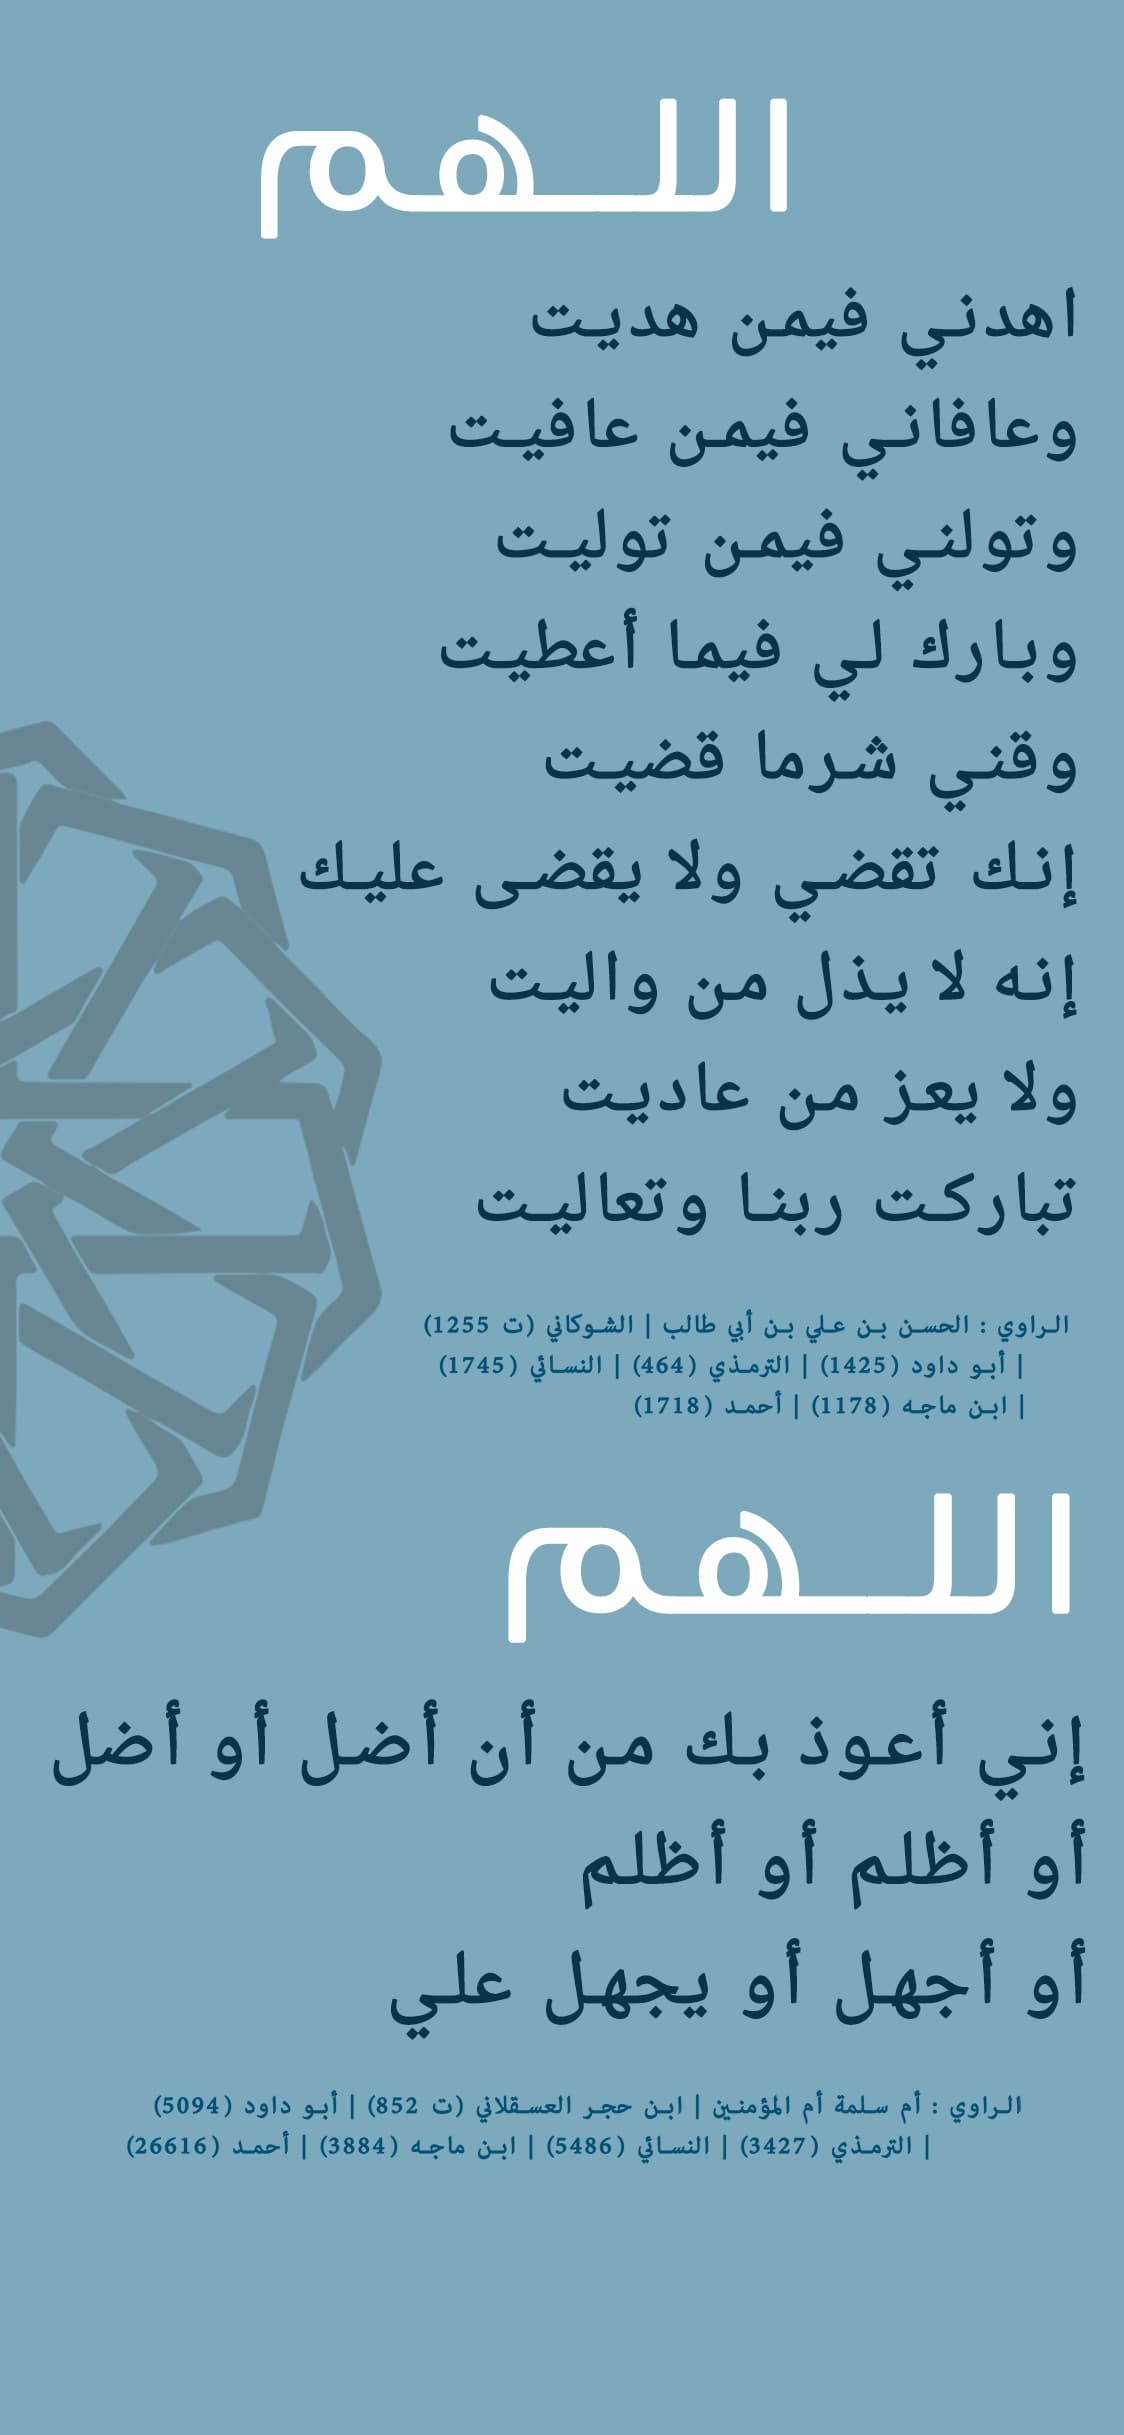 اللهم
اهدني فيمن هديت
وعافاني فيمن عافيت
وتولني فيمن توليت
وبارك لي فيما أعطيت
وقني شرما قضيت
إنك تقضي ولا يقضى عليك
إنه لا يذل من واليت
ولا يعز من عاديت
تباركت ربنا وتعاليت
الراوي : الحسن بن علي بن أبي طالب | الشوكاني (ت 1255)
| أبو داود (1425) | الترمذي (464) | النسائي (1745)
| ابن ماجه (1178) | أحمد (1718)
اللهم
إني أعوذ بك من أن أضل أو أضل
أو أظلم أو أظلم
أو أجهل أو يجهل علي
الراوي : أم سلمة أم المؤمنين | ابن حجر العسقلاني (ت 852) | أبو داود (5094)
| الترمذي (3427) | النسائي (5486) | ابن ماجه (3884) | أحمد (26616)